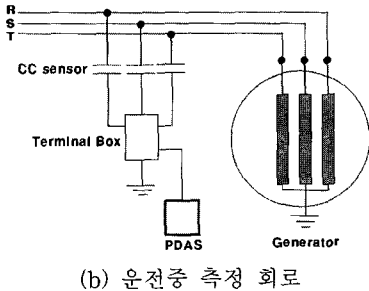 R
S
T
CC sensor
Terminal Box
PDAS
Generator
(b) 운전중 측정 회로